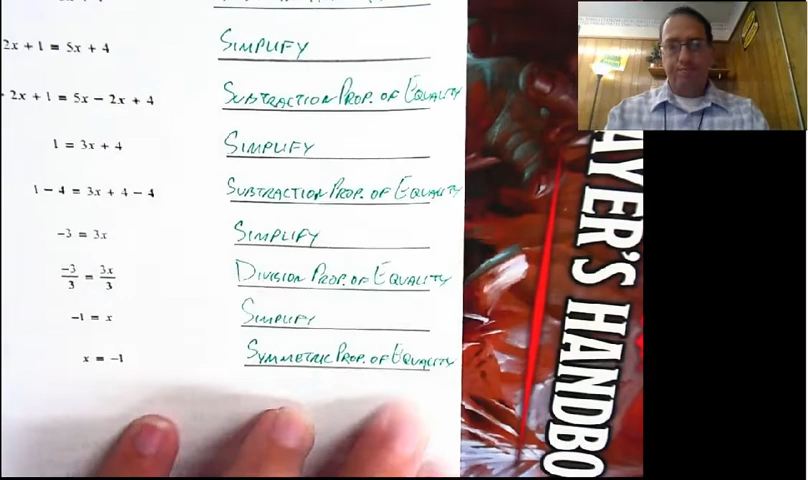 2x + 1 = 5x + 4 SIMPLIFY
2x + 1 = 5x − 2x + 4 SUBTRACTION PROP. OF EQUALITY
1 = 3x + 4 SIMPLIFY
1 − 4 = 3x + 4 − 4 SUBTRACTION PROP. OF EQUALITY
−3 = 3x SIMPLIFY
−3/3 = 3x/3 DIVISION PROP. OF EQUALITY
−1 = x SIMPLIFY
x = −1 SYMMETRIC PROP. OF EQUALITY
AYER'S HANDBO